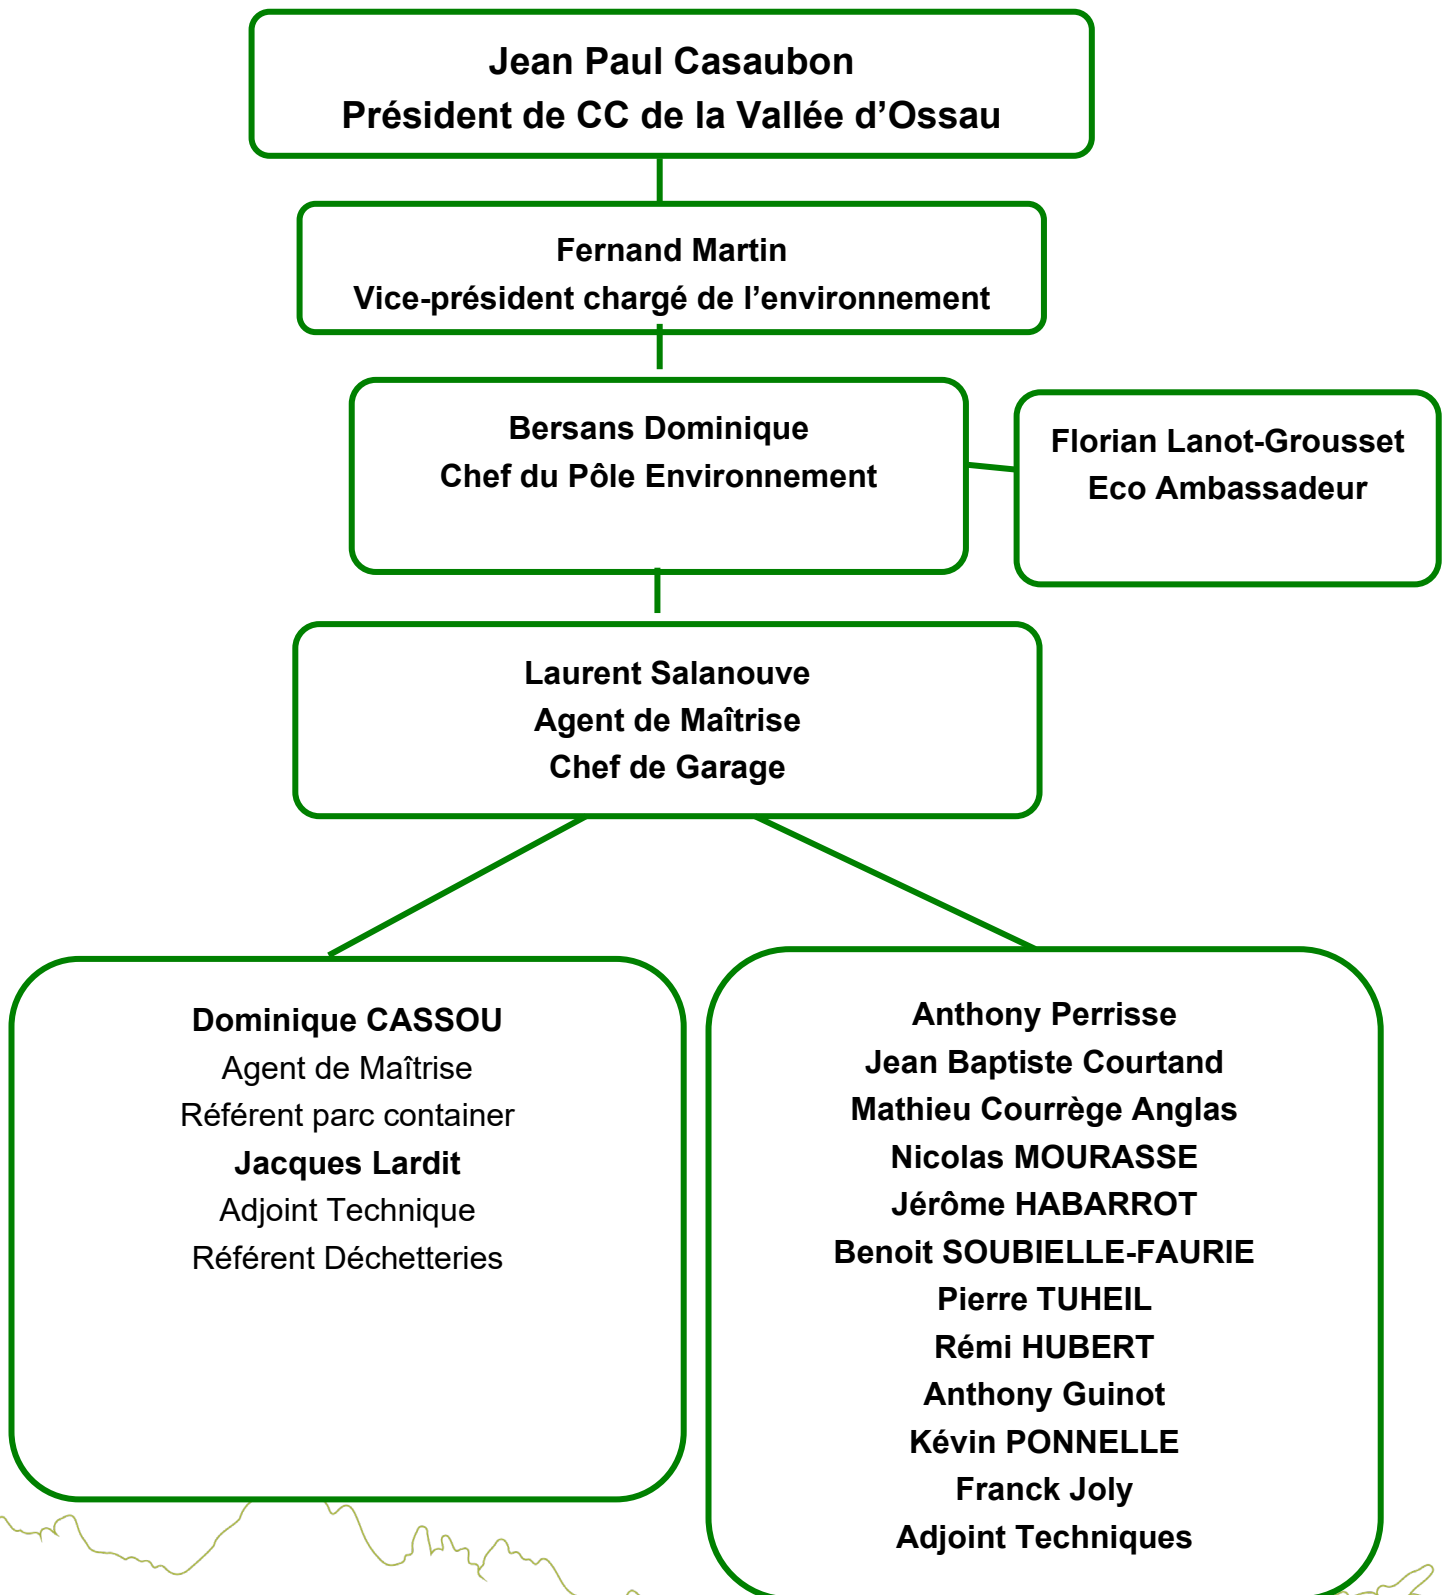 Jean Paul Casaubon
Président de CC de la Vallée d’Ossau
Fernand Martin
Vice-président chargé de l’environnement
Bersans Dominique
Chef du Pôle Environnement
Florian Lanot-Grousset
Eco Ambassadeur
Laurent Salanouve
Agent de Maîtrise
Chef de Garage
Dominique CASSOU
Agent de Maîtrise
Référent parc container
Jacques Lardit
Adjoint Technique
Référent Déchetteries
Anthony Perrisse
Jean Baptiste Courtand
Mathieu Courrège Anglas
Nicolas MOURASSE
Jérôme HABARROT
Benoit SOUBIELLE-FAURIE
Pierre TUHEIL
Rémi HUBERT
Anthony Guinot
Kévin PONNELLE
Franck Joly
Adjoint Techniques